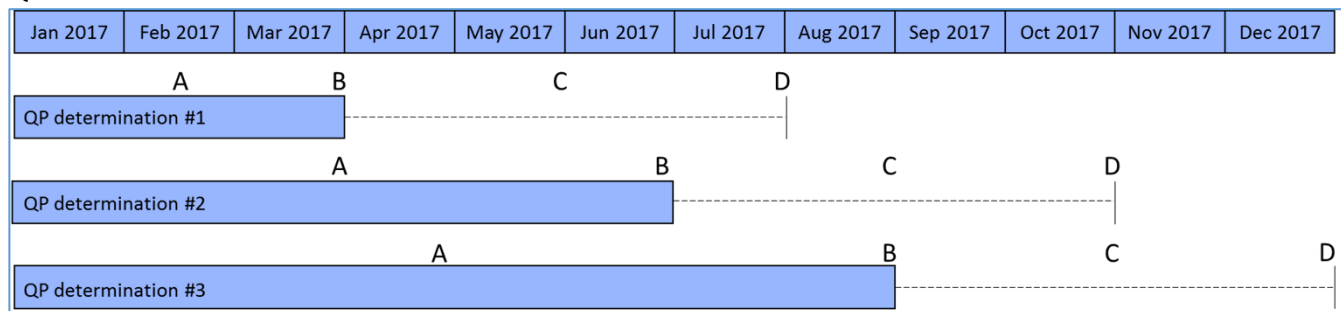 Jan 2017 Feb 2017 Mar 2017 Apr 2017 May 2017 Jun 2017 Jul 2017 Aug 2017 Sep 2017 Oct 2017 Nov 2017 Dec 2017
A B C D
QP determination #1
A B C D
QP determination #2
A B C D
QP determination #3